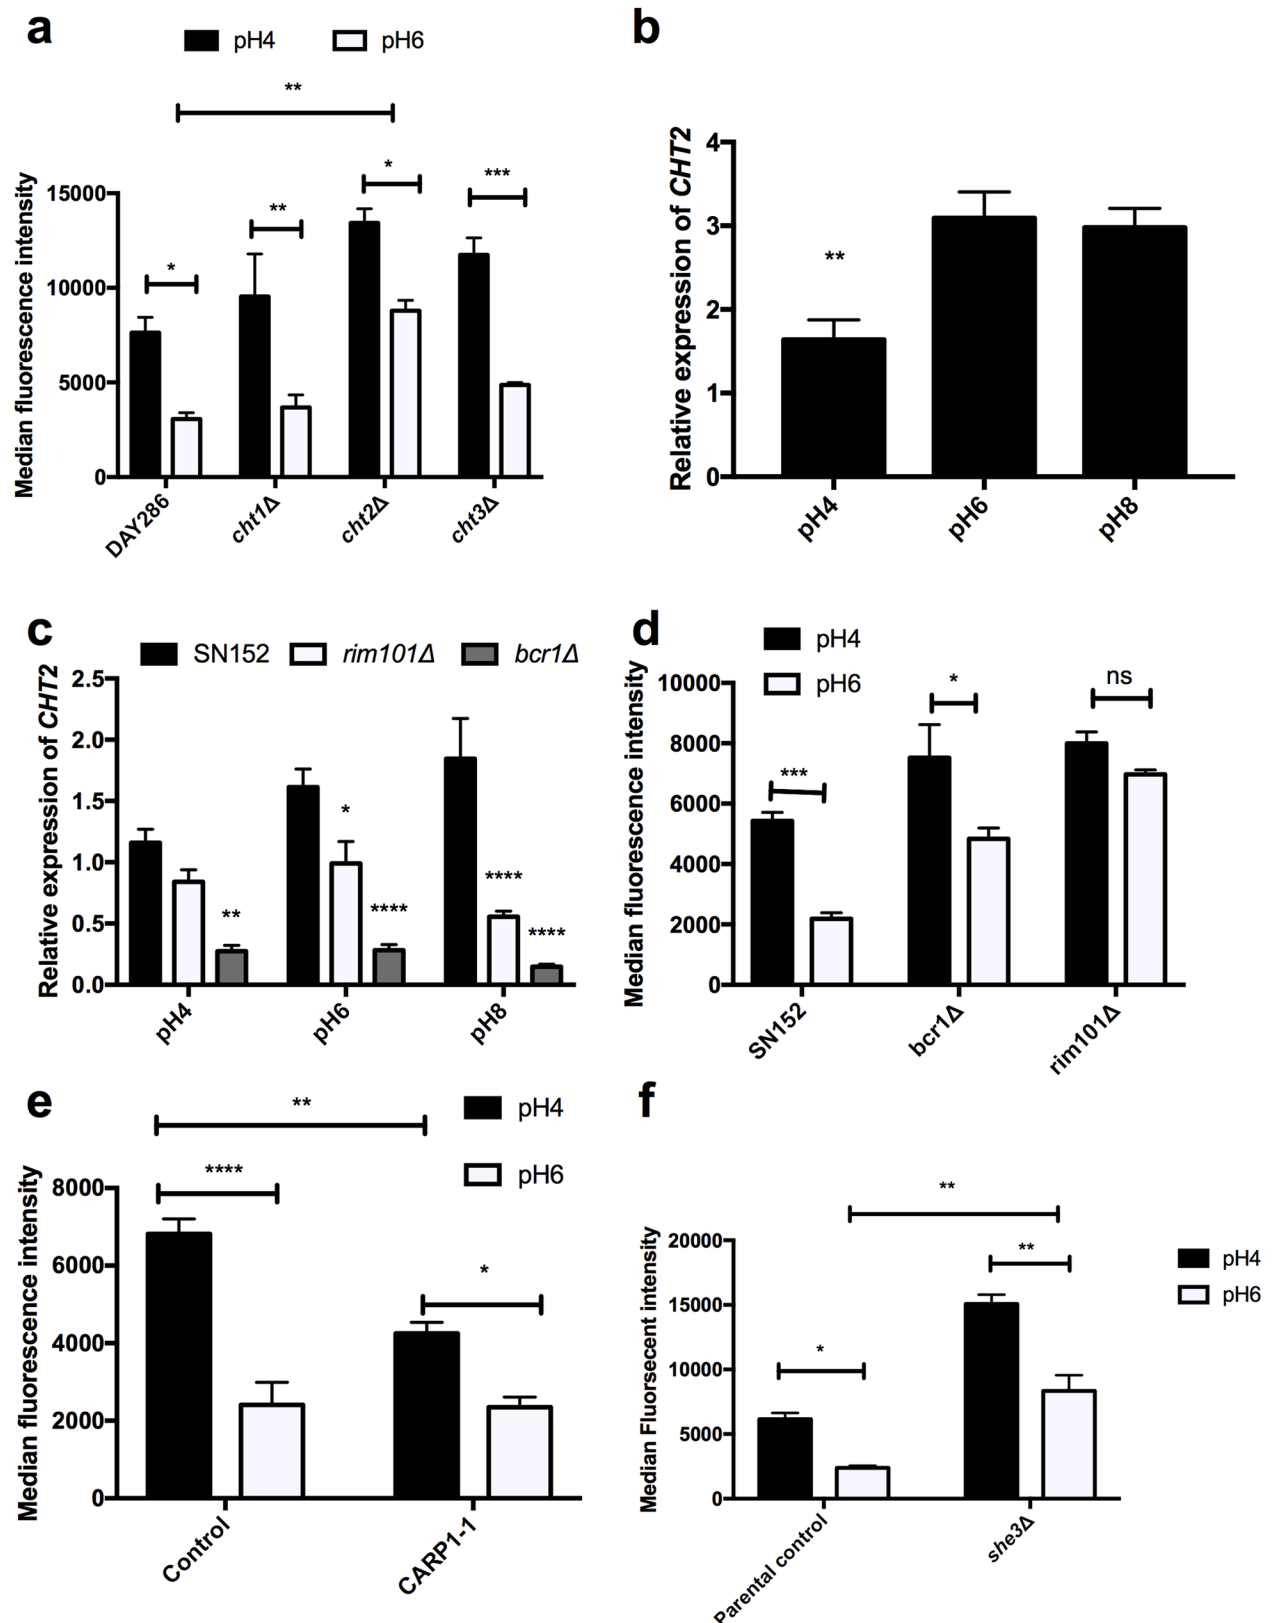 a
pH4 pH6
**
* ** * ***
Median fluorescence intensity
15000
10000
5000
0
DAY286 cht1Δ cht2Δ cht3Δ
b
Relative expression of CHT2
4
3
2
1
0
**
pH4 pH6 pH8
c
SN152 rim101Δ bcr1Δ
Relative expression of CHT2
2.5
2.0
1.5
1.0
0.5
0.0
** * **** **** ****
pH4 pH6 pH8
d
pH4
pH6
Median fluorescence intensity
10000
8000
6000
4000
2000
0
*** * ns
SN152 bcr1Δ rim101Δ
e
pH4
pH6
**
**** *
Median fluorescence intensity
8000
6000
4000
2000
0
Control CARP1-1
f
pH4
pH6
**
* **
Median Fluorsecent intensity
20000
15000
10000
5000
0
Parental control she3Δ